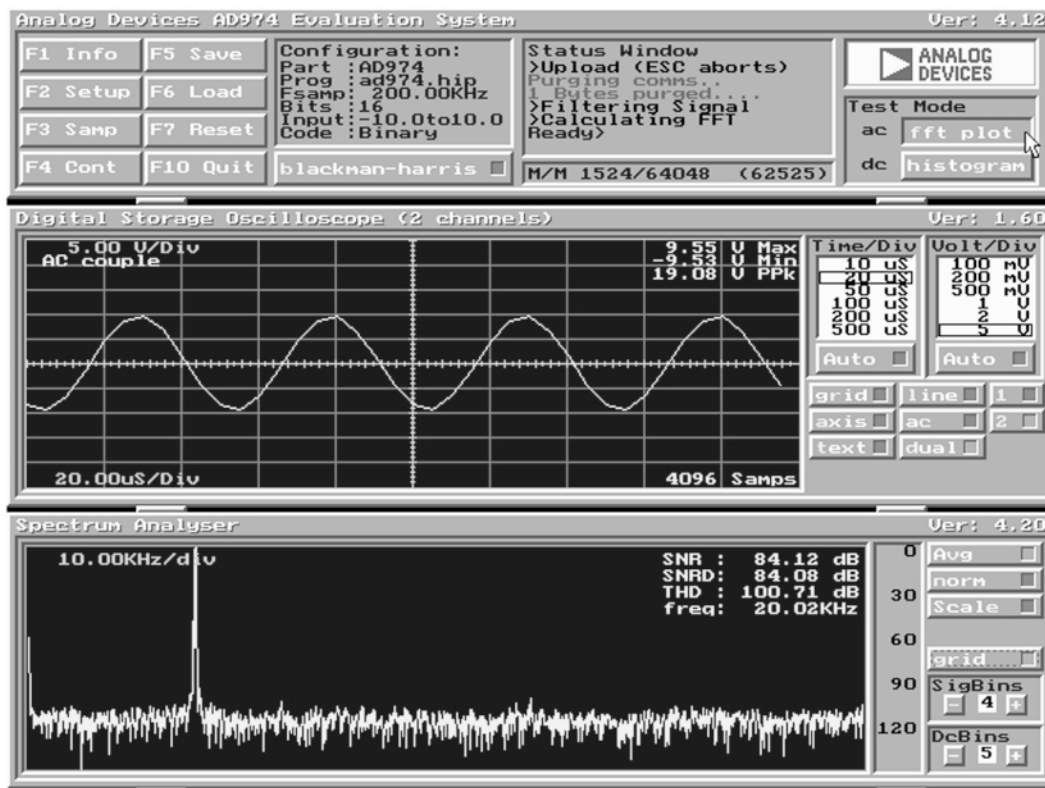 Analog Devices AD974 Evaluation System Ver: 4.12
F1 Info F5 Save
F2 Setup F6 Load
F3 Samp F7 Reset
F4 Cont F10 Quit
Configuration:
Part :AD974
Prog :ad974.hip
Fsamp: 200.00KHz
Bits :16
Input:-10.0to10.0
Code :Binary
blackman-harris
Status Window
>Upload (ESC aborts)
Purging comms..
1 Bytes purged....
>Filtering Signal
>Calculating FFT
Ready>
M/M 1524/64048 (62525)
ANALOG
DEVICES
Test Mode
ac fft plot
dc histogram
Digital Storage Oscilloscope (2 channels) Ver: 1.60
5.00 V/Div
AC couple
9.55 V Max
-9.53 V Min
19.08 V PPk
20.00uS/Div 4096 Samps
Time/Div
10 uS
20 uS
50 uS
100 uS
200 uS
500 uS
Auto
Volt/Div
100 mV
200 mV
500 mV
1 V
2 V
5 V
Auto
grid line 1
axis ac 2
text dual
Spectrum Analyser Ver: 4.20
10.00KHz/div
SNR : 84.12 dB
SNRD: 84.08 dB
THD : 100.71 dB
freq: 20.02KHz
0
30
60
90
120
Avg
norm
Scale
grid
SigBins
- 4 +
DcBins
- 5 +